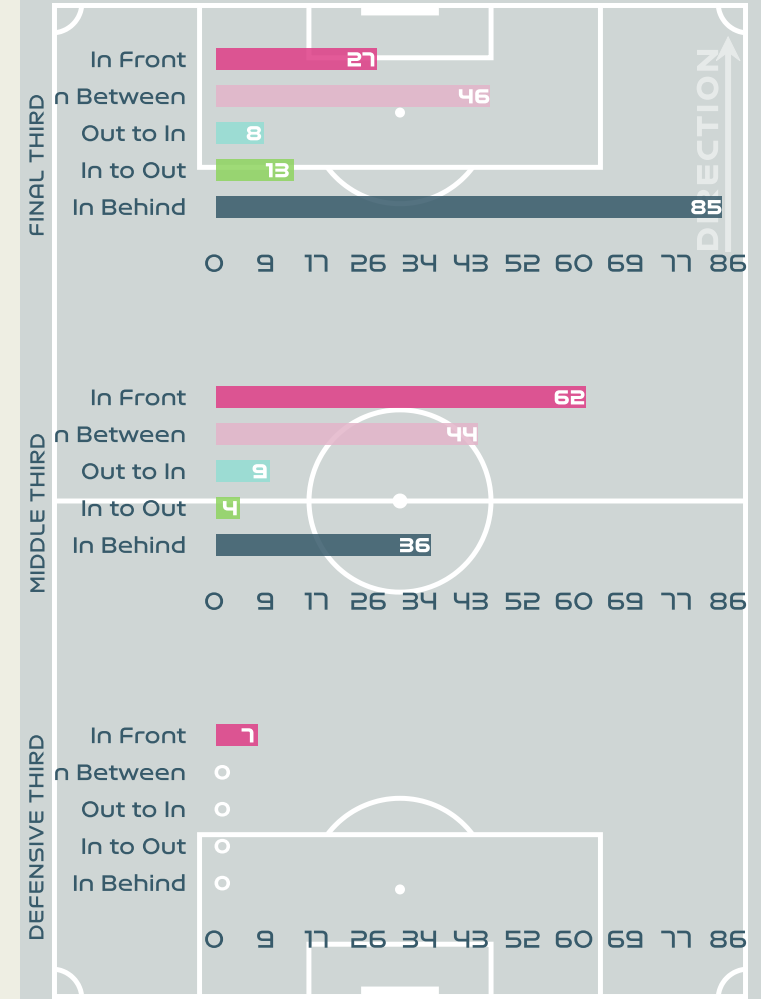 FINAL THIRD
DIRECTION
In Front 27
n Between 46
Out to In 8
In to Out 13
In Behind 85
0 9 17 26 34 43 52 60 69 77 86
MIDDLE THIRD
In Front 62
n Between 44
Out to In 9
In to Out 4
In Behind 36
0 9 17 26 34 43 52 60 69 77 86
DEFENSIVE THIRD
In Front 7
n Between 0
Out to In 0
In to Out 0
In Behind 0
0 9 17 26 34 43 52 60 69 77 86